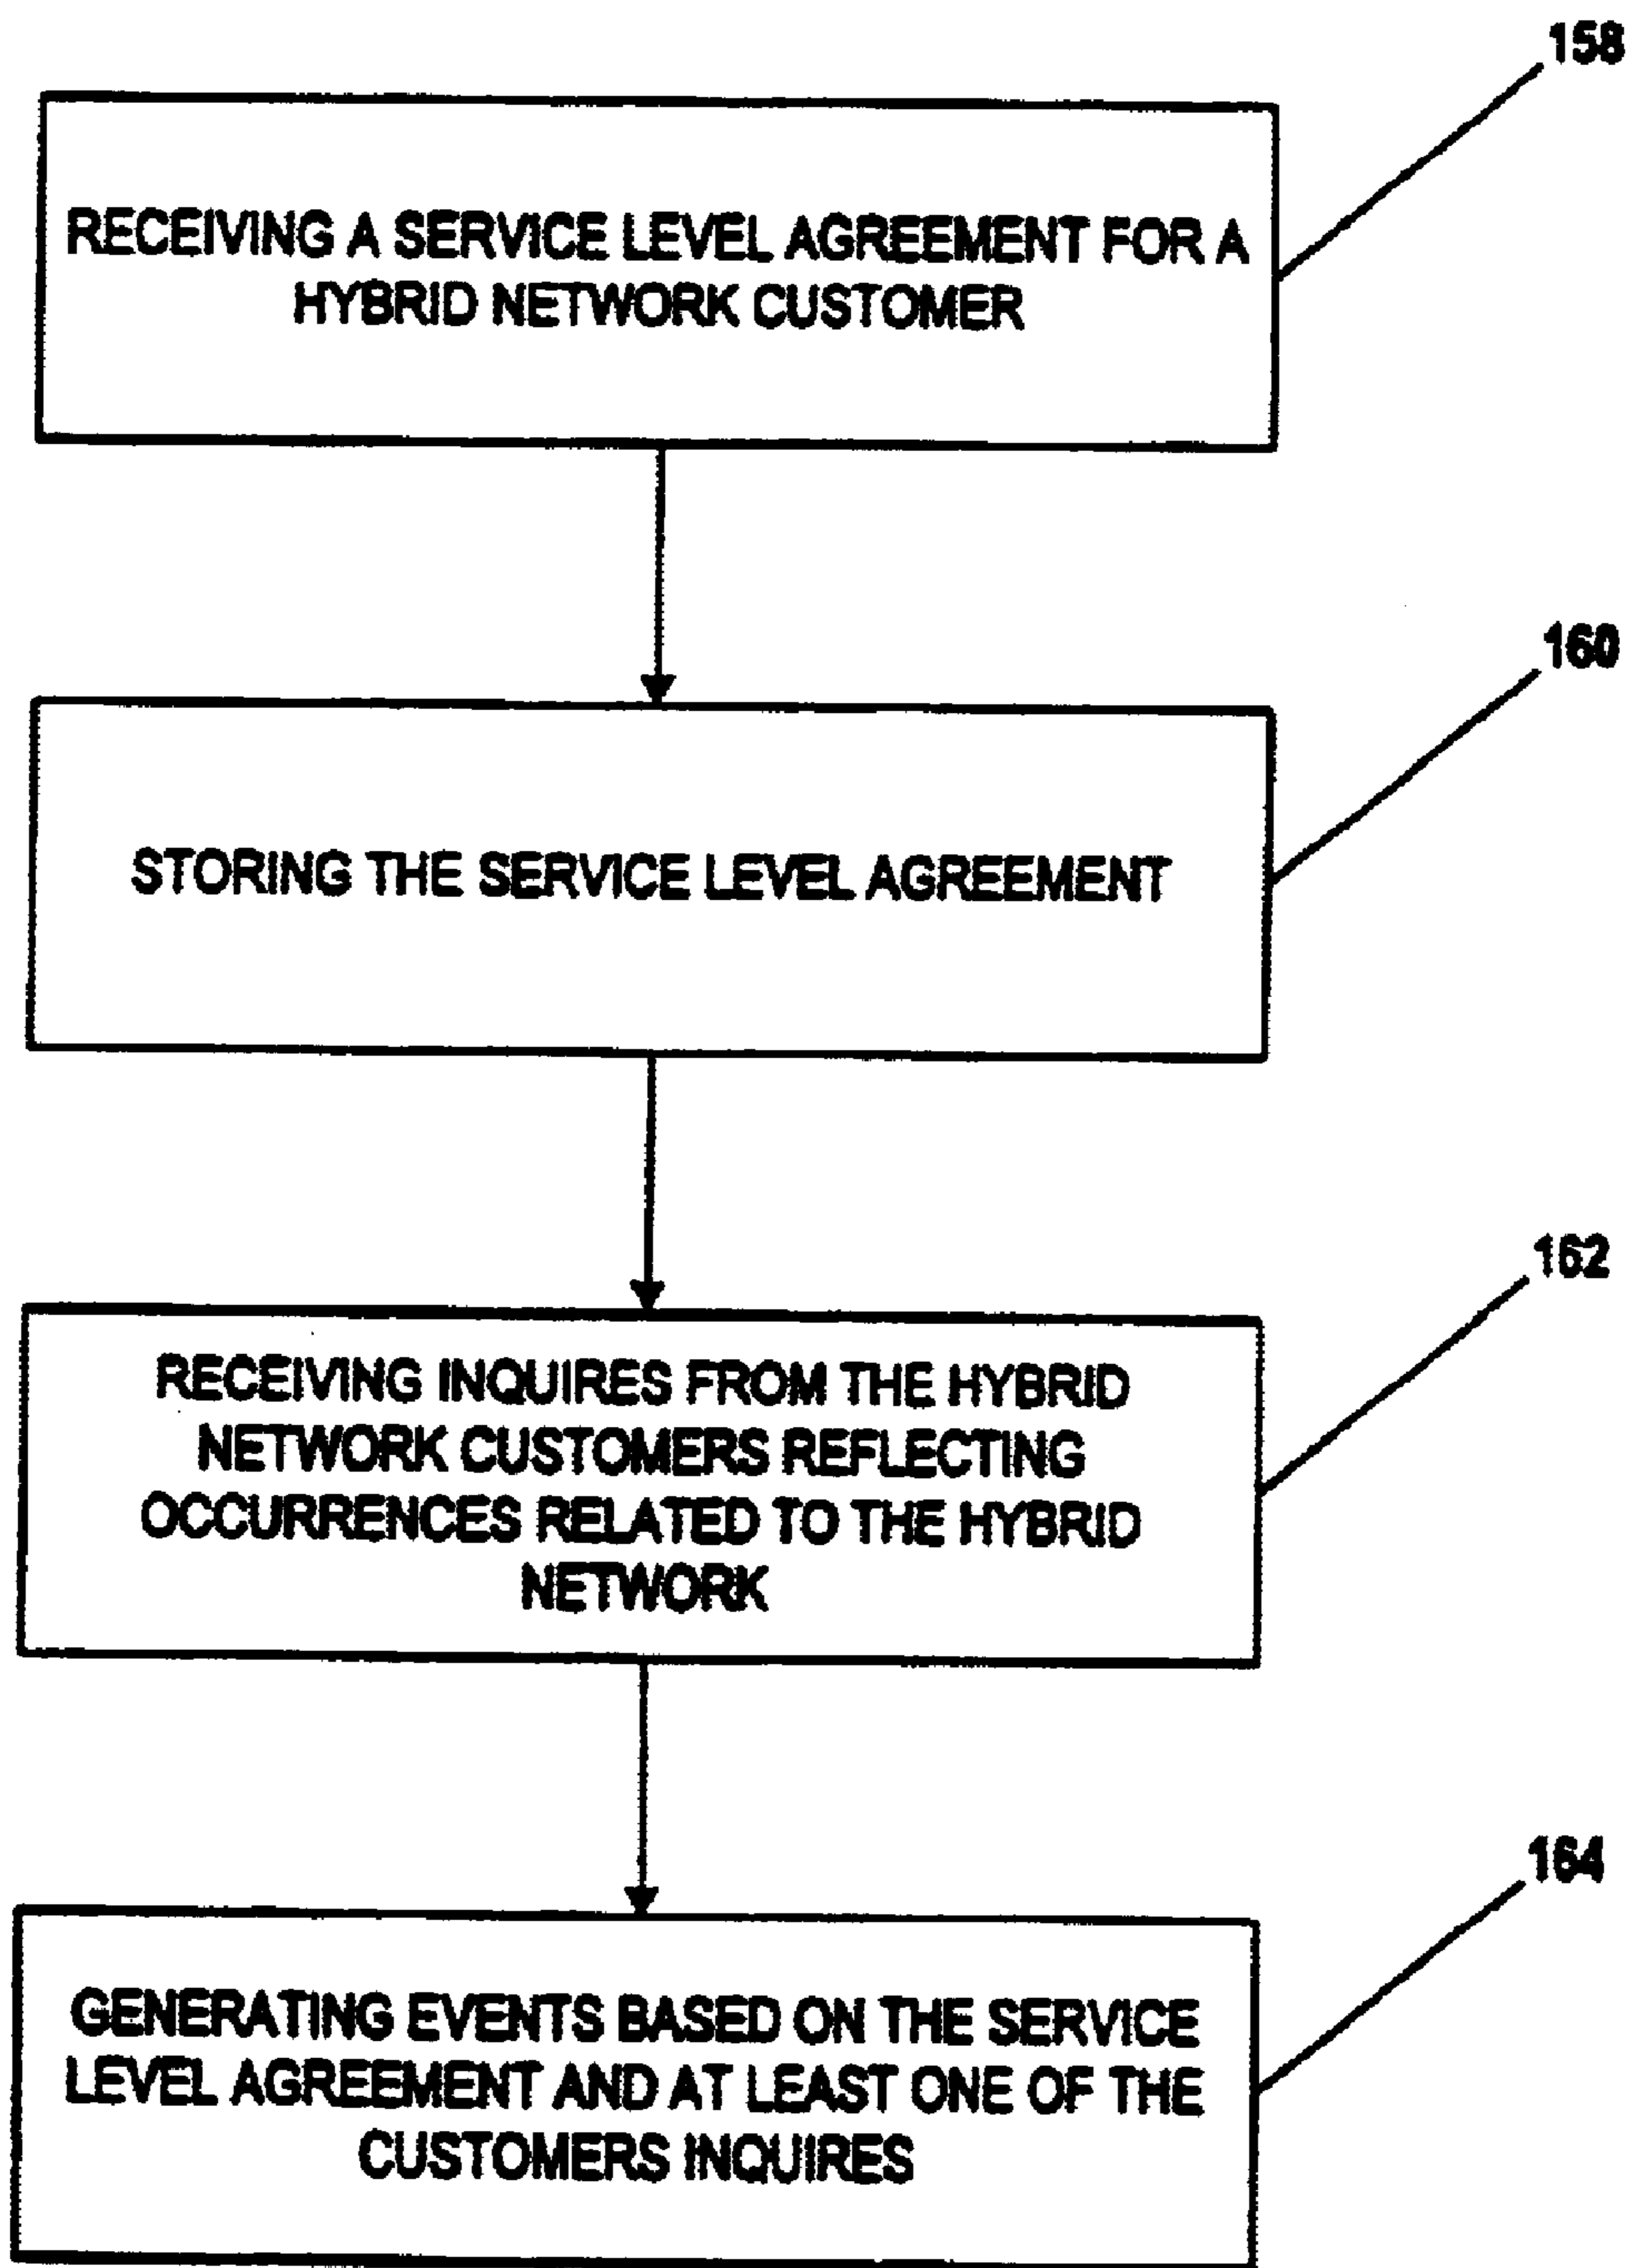 158
RECEIVING A SERVICE LEVEL AGREEMENT FOR A
HYBRID NETWORK CUSTOMER
160
STORING THE SERVICE LEVEL AGREEMENT
162
RECEIVING INQUIRES FROM THE HYBRID
NETWORK CUSTOMERS REFLECTING
OCCURRENCES RELATED TO THE HYBRID
NETWORK
164
GENERATING EVENTS BASED ON THE SERVICE
LEVEL AGREEMENT AND AT LEAST ONE OF THE
CUSTOMERS INQUIRES